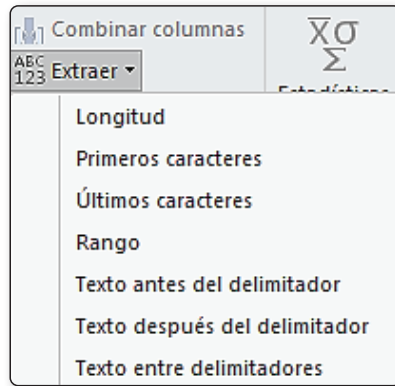 Combinar columnas
ABC
123 Extraer
X̅σ
Σ
Longitud
Primeros caracteres
Últimos caracteres
Rango
Texto antes del delimitador
Texto después del delimitador
Texto entre delimitadores